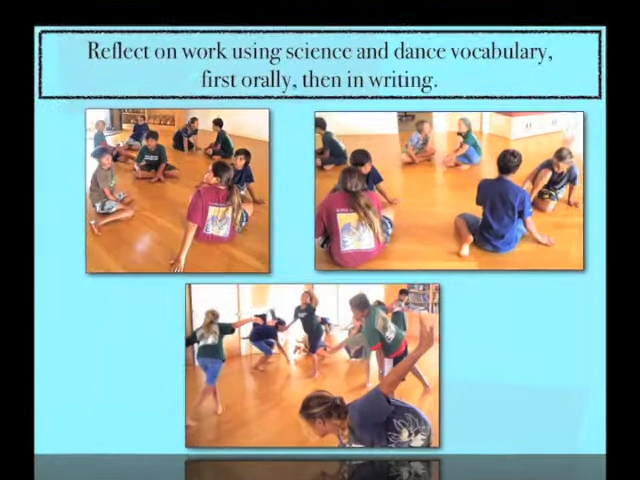 Reflect on work using science and dance vocabulary,
first orally, then in writing.